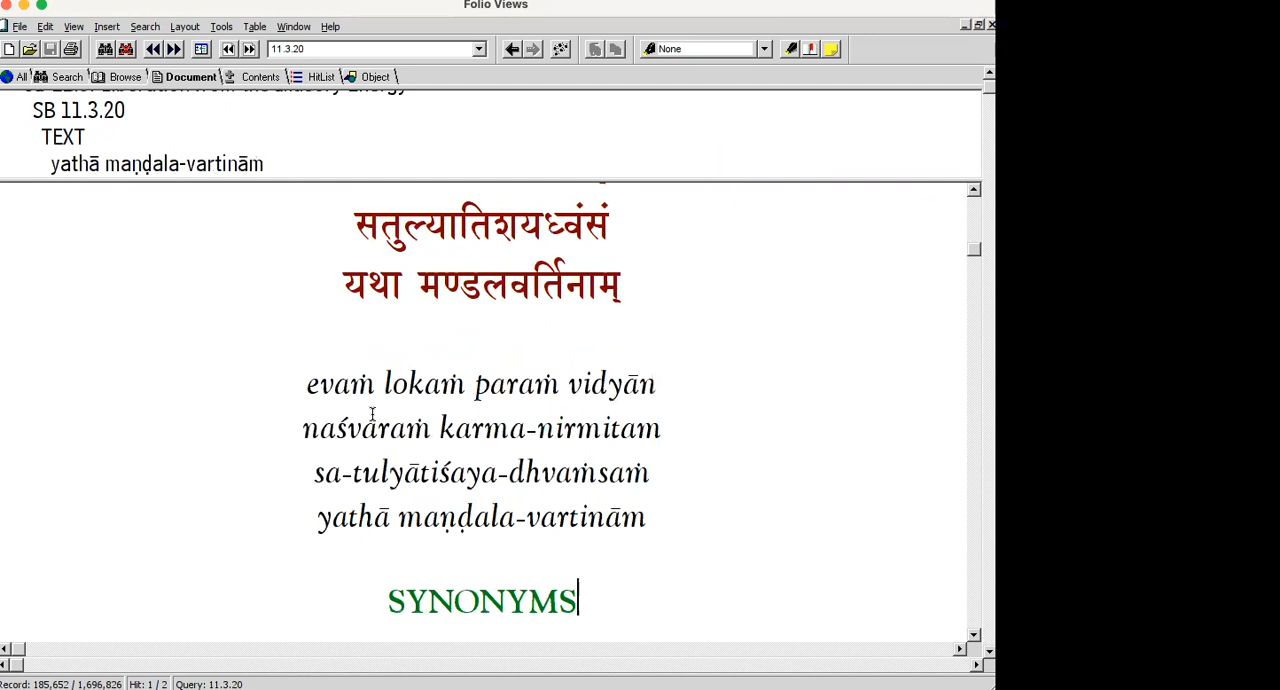 Folio Views
File Edit View Insert Search Layout Tools Table Window Help
11.3.20 None
All Search Browse Document Contents HitList Object
SB 11.3.20
TEXT
yathā maṇḍala-vartinām
सतुल्यातिशयध्वंसं
यथा मण्डलवर्तिनाम्
evaṁ lokaṁ paraṁ vidyān
naśvaraṁ karma-nirmitam
sa-tulyātiśaya-dhvaṁsaṁ
yathā maṇḍala-vartinām
SYNONYMS
Record: 185,652 / 1,696,826 Hit: 1 / 2 Query: 11.3.20